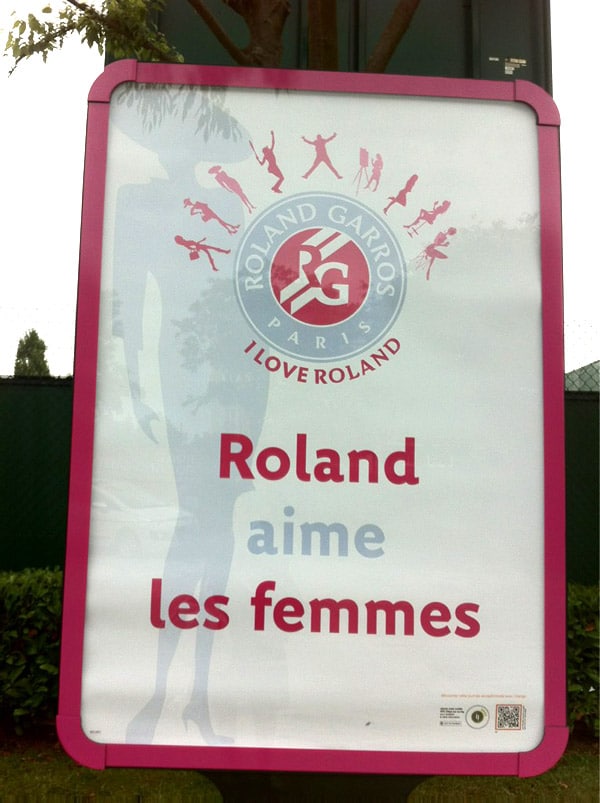 ROLAND GARROS
RG
PARIS
I LOVE ROLAND
Roland
aime
les femmes